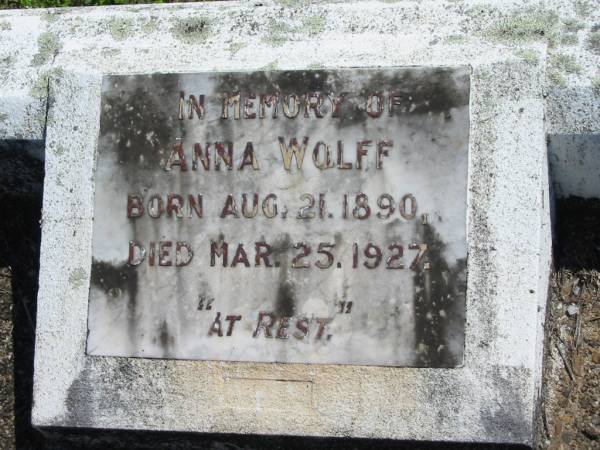 IN MEMORY OF
ANNA WOLFF
BORN AUG. 21. 1890.
DIED MAR. 25. 1927.
"AT REST."